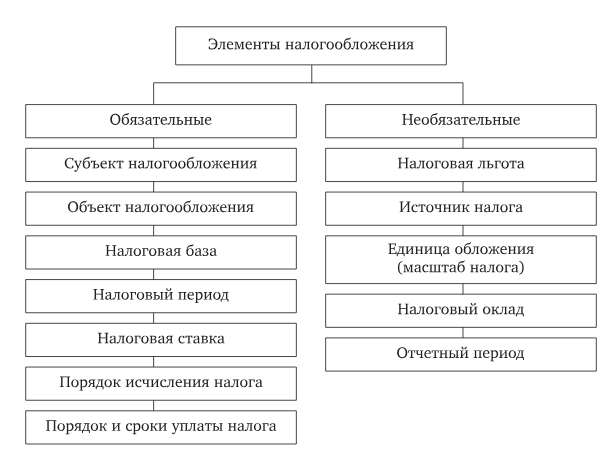 Элементы налогообложения
Обязательные
Субъект налогообложения
Объект налогообложения
Налоговая база
Налоговый период
Налоговая ставка
Порядок исчисления налога
Порядок и сроки уплаты налога
Необязательные
Налоговая льгота
Источник налога
Единица обложения
(масштаб налога)
Налоговый оклад
Отчетный период